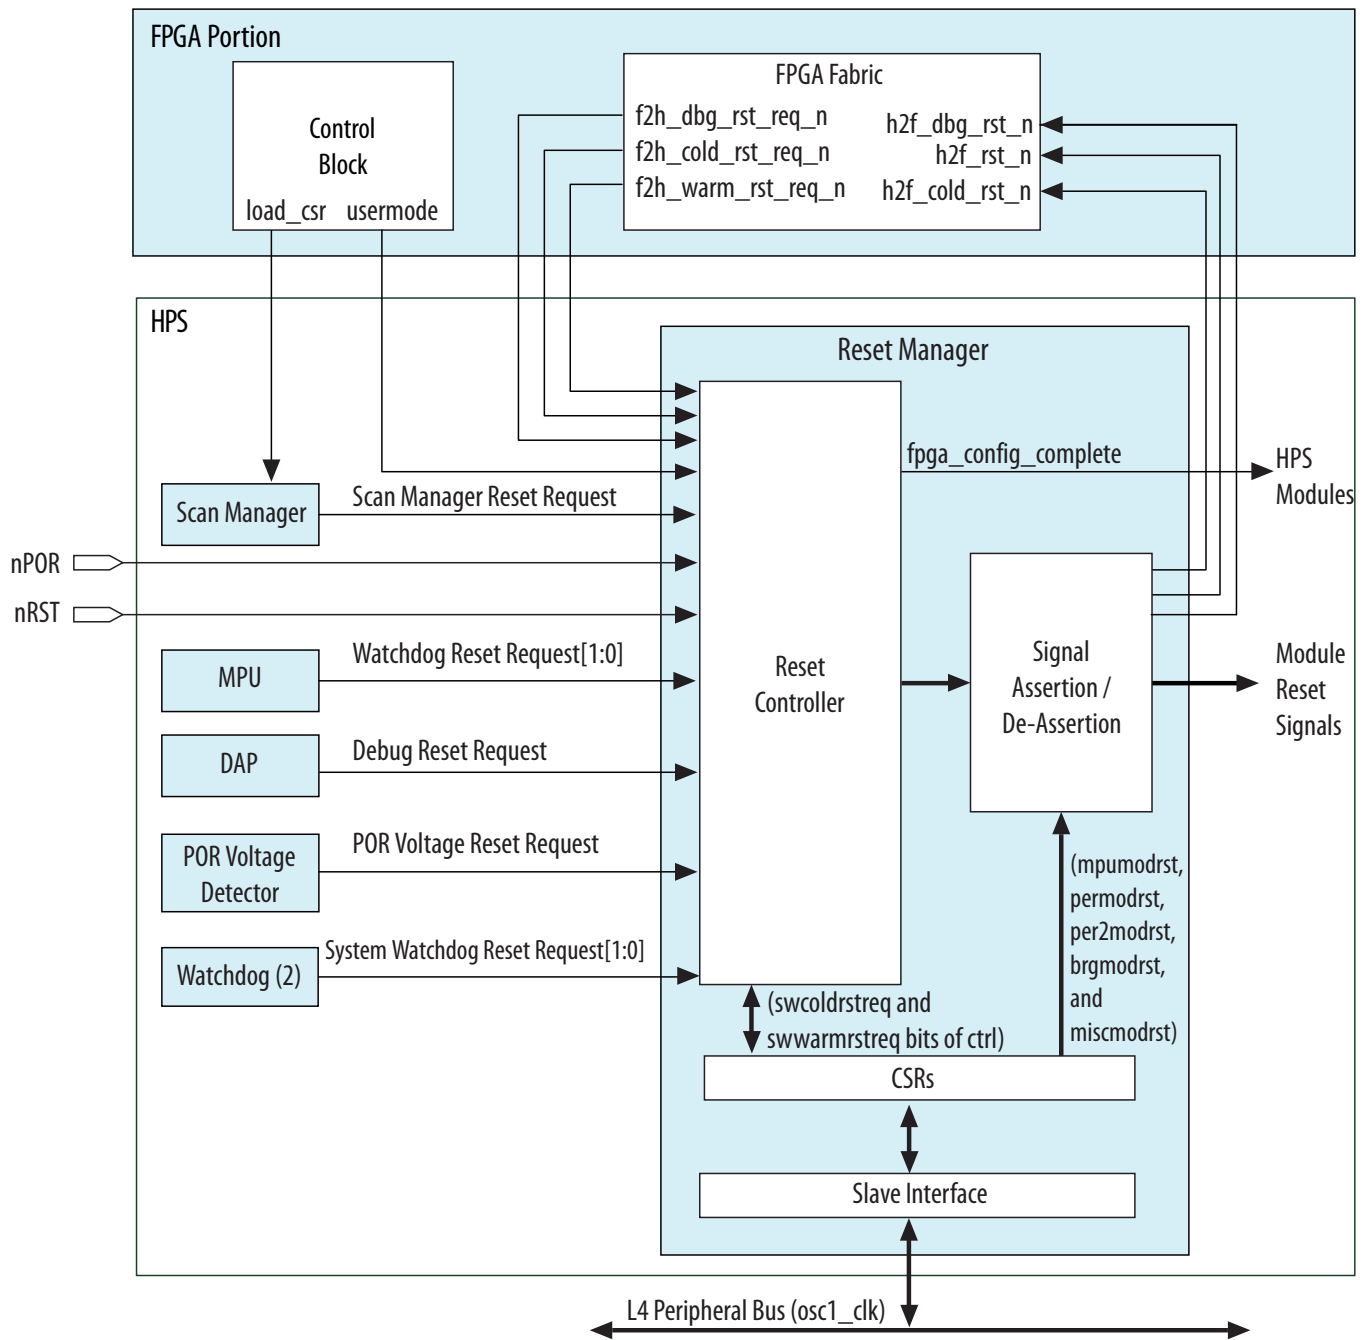 FPGA Portion
Control
Block
load_csr usermode
FPGA Fabric
f2h_dbg_rst_req_n
f2h_cold_rst_req_n
f2h_warm_rst_req_n
h2f_dbg_rst_n
h2f_rst_n
h2f_cold_rst_n
HPS
Reset Manager
fpga_config_complete
HPS
Modules
Scan Manager
Scan Manager Reset Request
nPOR
nRST
MPU
Watchdog Reset Request[1:0]
DAP
Debug Reset Request
POR Voltage
Detector
POR Voltage Reset Request
Watchdog (2)
System Watchdog Reset Request[1:0]
Reset
Controller
Signal
Assertion /
De-Assertion
Module
Reset
Signals
(mpumodrst,
permodrst,
per2modrst,
brgmodrst,
and
miscmodrst)
(swcoldrstreq and
swwarmrstreq bits of ctrl)
CSRs
Slave Interface
L4 Peripheral Bus (osc1_clk)